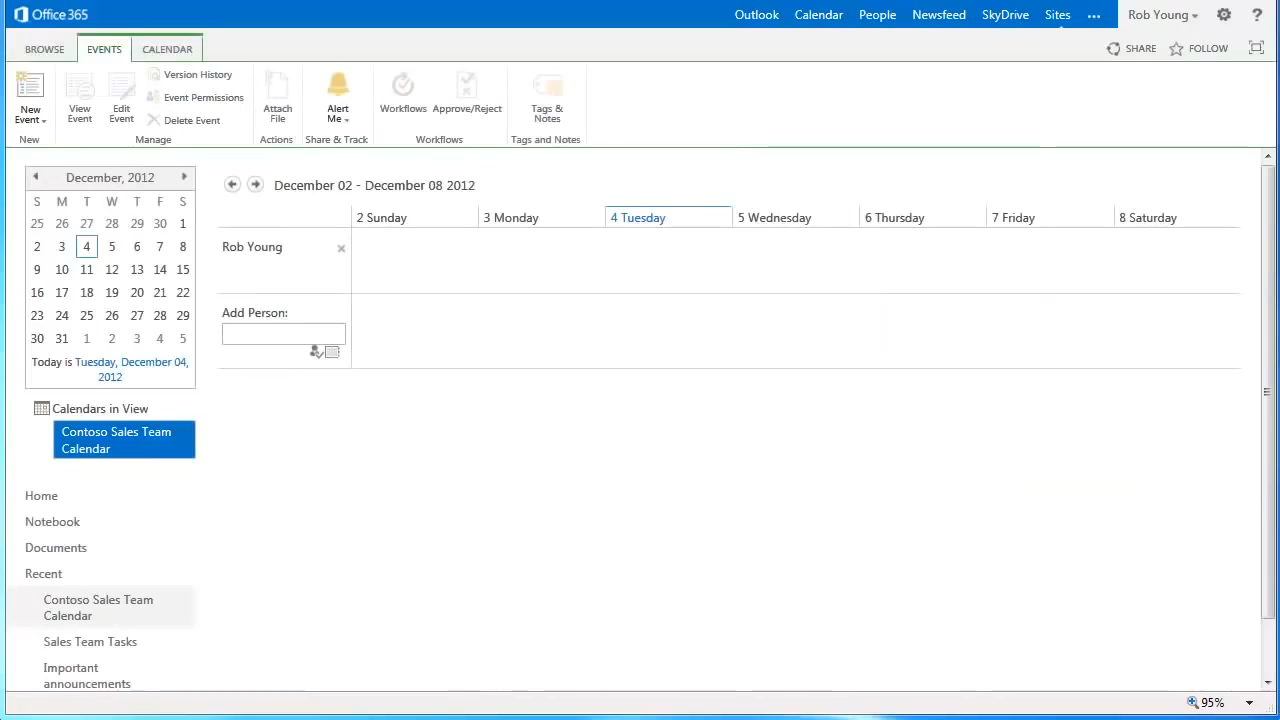 Office 365
Outlook Calendar People Newsfeed SkyDrive Sites ... Rob Young ?
BROWSE EVENTS CALENDAR SHARE FOLLOW
New Event
View Event
Edit Event
Version History
Event Permissions
Delete Event
Attach File
Alert Me
Workflows
Approve/Reject
Tags & Notes
New Manage Actions Share & Track Workflows Tags and Notes
December, 2012
S M T W T F S
25 26 27 28 29 30 1
2 3 4 5 6 7 8
9 10 11 12 13 14 15
16 17 18 19 20 21 22
23 24 25 26 27 28 29
30 31 1 2 3 4 5
Today is Tuesday, December 04,
2012
Calendars in View
Contoso Sales Team
Calendar
Home
Notebook
Documents
Recent
Contoso Sales Team
Calendar
Sales Team Tasks
Important
announcements
December 02 - December 08 2012
2 Sunday 3 Monday 4 Tuesday 5 Wednesday 6 Thursday 7 Friday 8 Saturday
Rob Young
Add Person:
95%